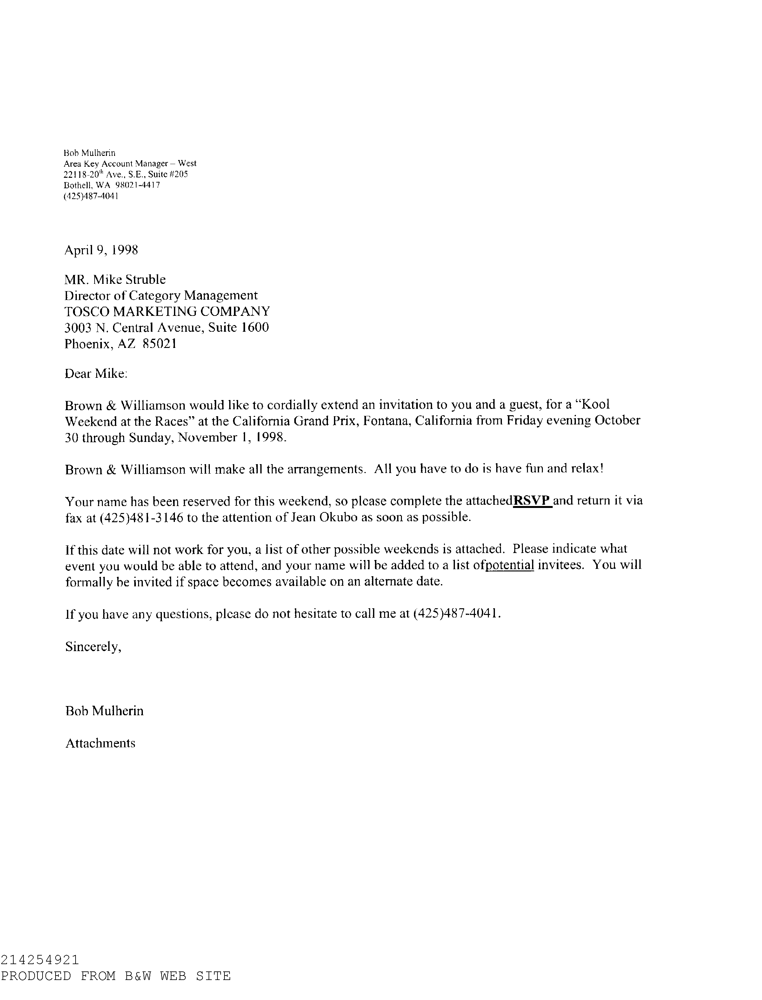 Bob Mulherin
Area Key Account Manager – West
22118-20th Ave., S.E., Suite #205
Bothell, WA 98021-4417
(425)487-4041
April 9, 1998
MR. Mike Struble
Director of Category Management
TOSCO MARKETING COMPANY
3003 N. Central Avenue, Suite 1600
Phoenix, AZ 85021
Dear Mike:
Brown & Williamson would like to cordially extend an invitation to you and a guest, for a “Kool
Weekend at the Races” at the California Grand Prix, Fontana, California from Friday evening October
30 through Sunday, November 1, 1998.
Brown & Williamson will make all the arrangements. All you have to do is have fun and relax!
Your name has been reserved for this weekend, so please complete the attachedRSVP and return it via
fax at (425)481-3146 to the attention of Jean Okubo as soon as possible.
If this date will not work for you, a list of other possible weekends is attached. Please indicate what
event you would be able to attend, and your name will be added to a list ofpotential invitees. You will
formally be invited if space becomes available on an alternate date.
If you have any questions, please do not hesitate to call me at (425)487-4041.
Sincerely,
Bob Mulherin
Attachments
214254921
PRODUCED FROM B&W WEB SITE